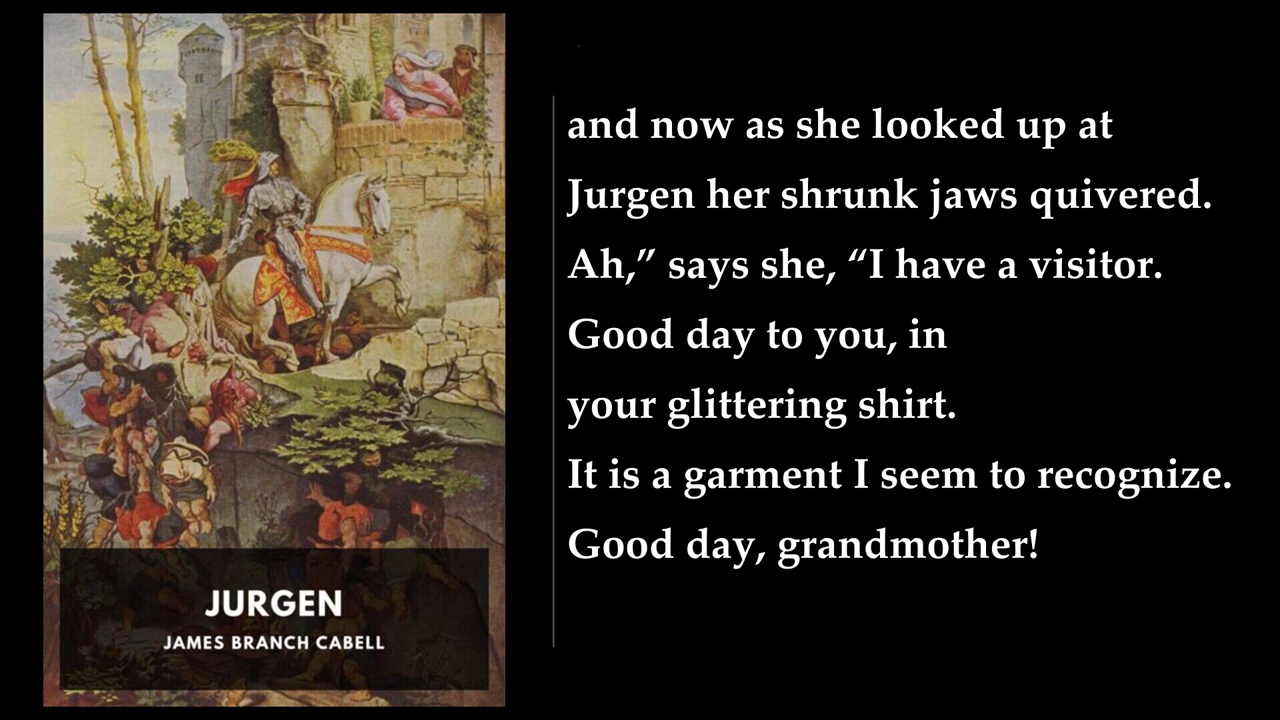 JURGEN
JAMES BRANCH CABELL
and now as she looked up at
Jurgen her shrunk jaws quivered.
Ah,” says she, “I have a visitor.
Good day to you, in
your glittering shirt.
It is a garment I seem to recognize.
Good day, grandmother!